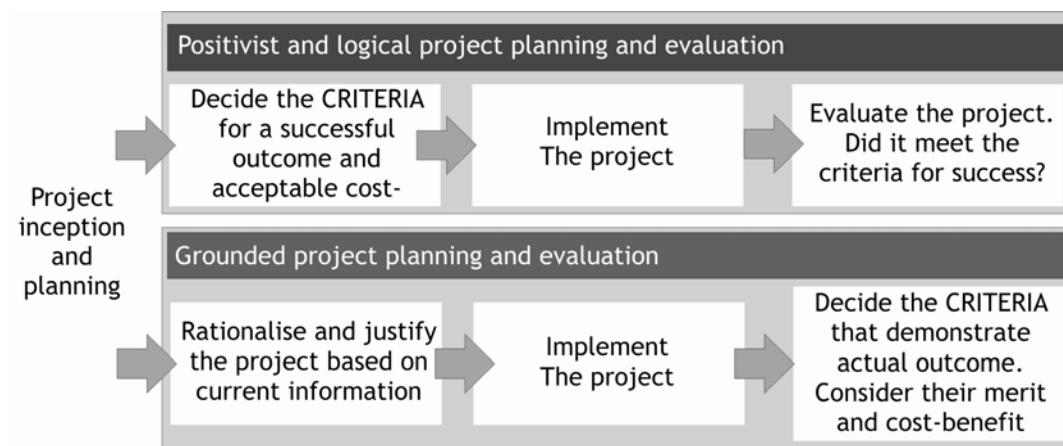 Project
inception
and
planning
Positivist and logical project planning and evaluation
Decide the CRITERIA
for a successful
outcome and
acceptable cost-
Implement
The project
Evaluate the project.
Did it meet the
criteria for success?
Grounded project planning and evaluation
Rationalise and justify
the project based on
current information
Implement
The project
Decide the CRITERIA
that demonstrate
actual outcome.
Consider their merit
and cost-benefit